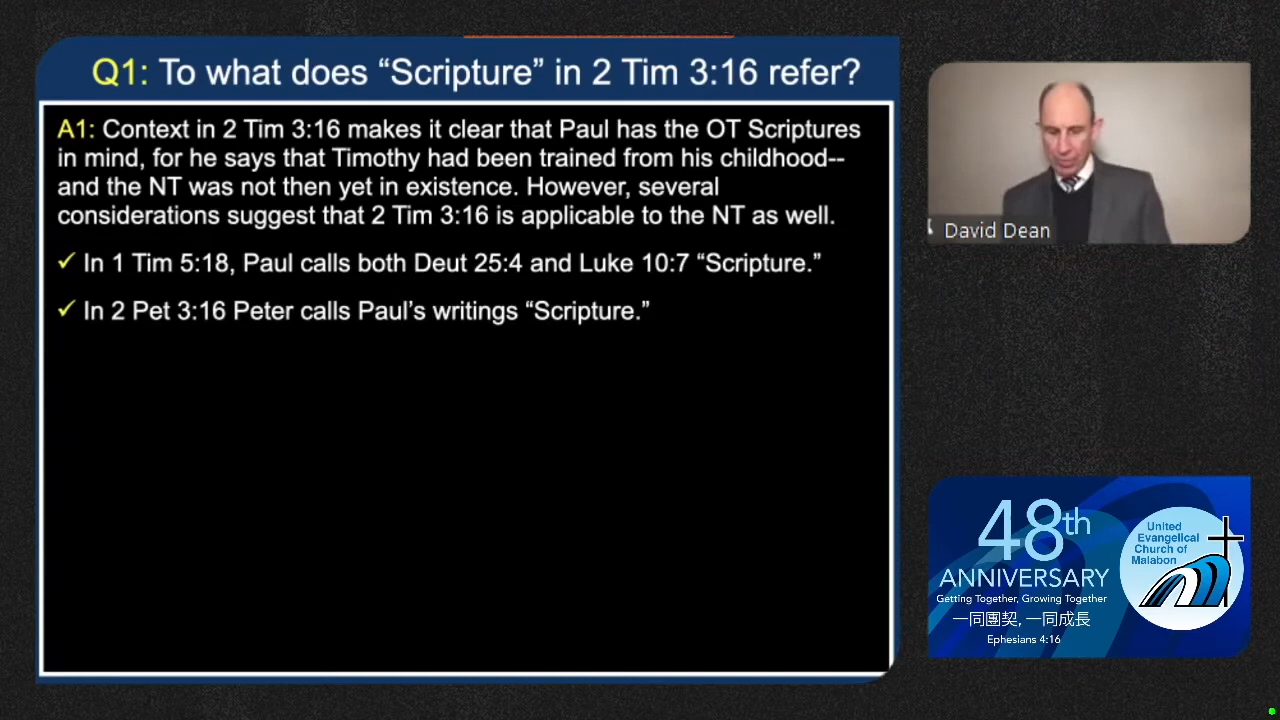 Q1: To what does “Scripture” in 2 Tim 3:16 refer?
A1: Context in 2 Tim 3:16 makes it clear that Paul has the OT Scriptures
in mind, for he says that Timothy had been trained from his childhood--
and the NT was not then yet in existence. However, several
considerations suggest that 2 Tim 3:16 is applicable to the NT as well.
✓ In 1 Tim 5:18, Paul calls both Deut 25:4 and Luke 10:7 “Scripture.”
✓ In 2 Pet 3:16 Peter calls Paul’s writings “Scripture.”
David Dean
48th
ANNIVERSARY
Getting Together, Growing Together
一同團契, 一同成長
Ephesians 4:16
United
Evangelical
Church of
Malabon